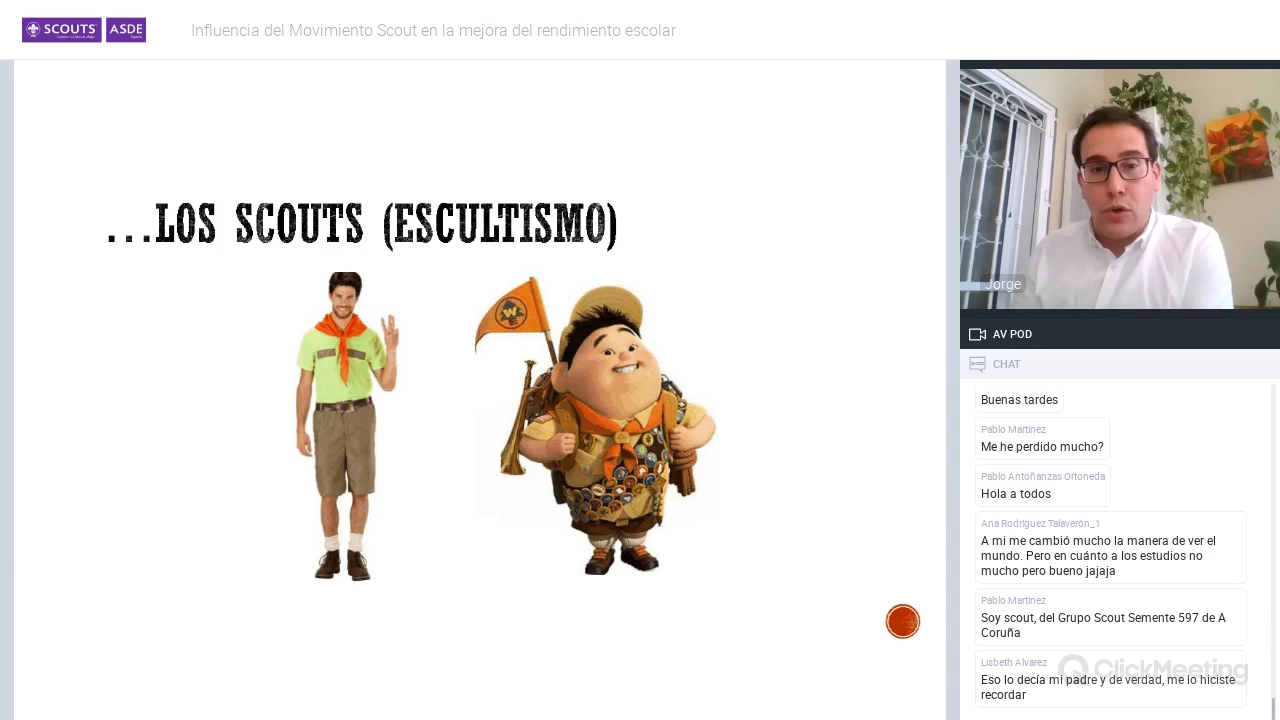 SCOUTS ASDE
Influencia del Movimiento Scout en la mejora del rendimiento escolar
...LOS SCOUTS (ESCULTISMO)
W
E
Jorge
AV POD
CHAT
Buenas tardes
Pablo Martínez
Me he perdido mucho?
Pablo Antoñanzas Ortoneda
Hola a todos
Ana Rodríguez Talaverón_1
A mi me cambió mucho la manera de ver el
mundo. Pero en cuánto a los estudios no
mucho pero bueno jajaja
Pablo Martínez
Soy scout, del Grupo Scout Semente 597 de A
Coruña
Lisbeth Alvarez
ClickMeeting
Eso lo decía mi padre y de verdad, me lo hiciste
recordar